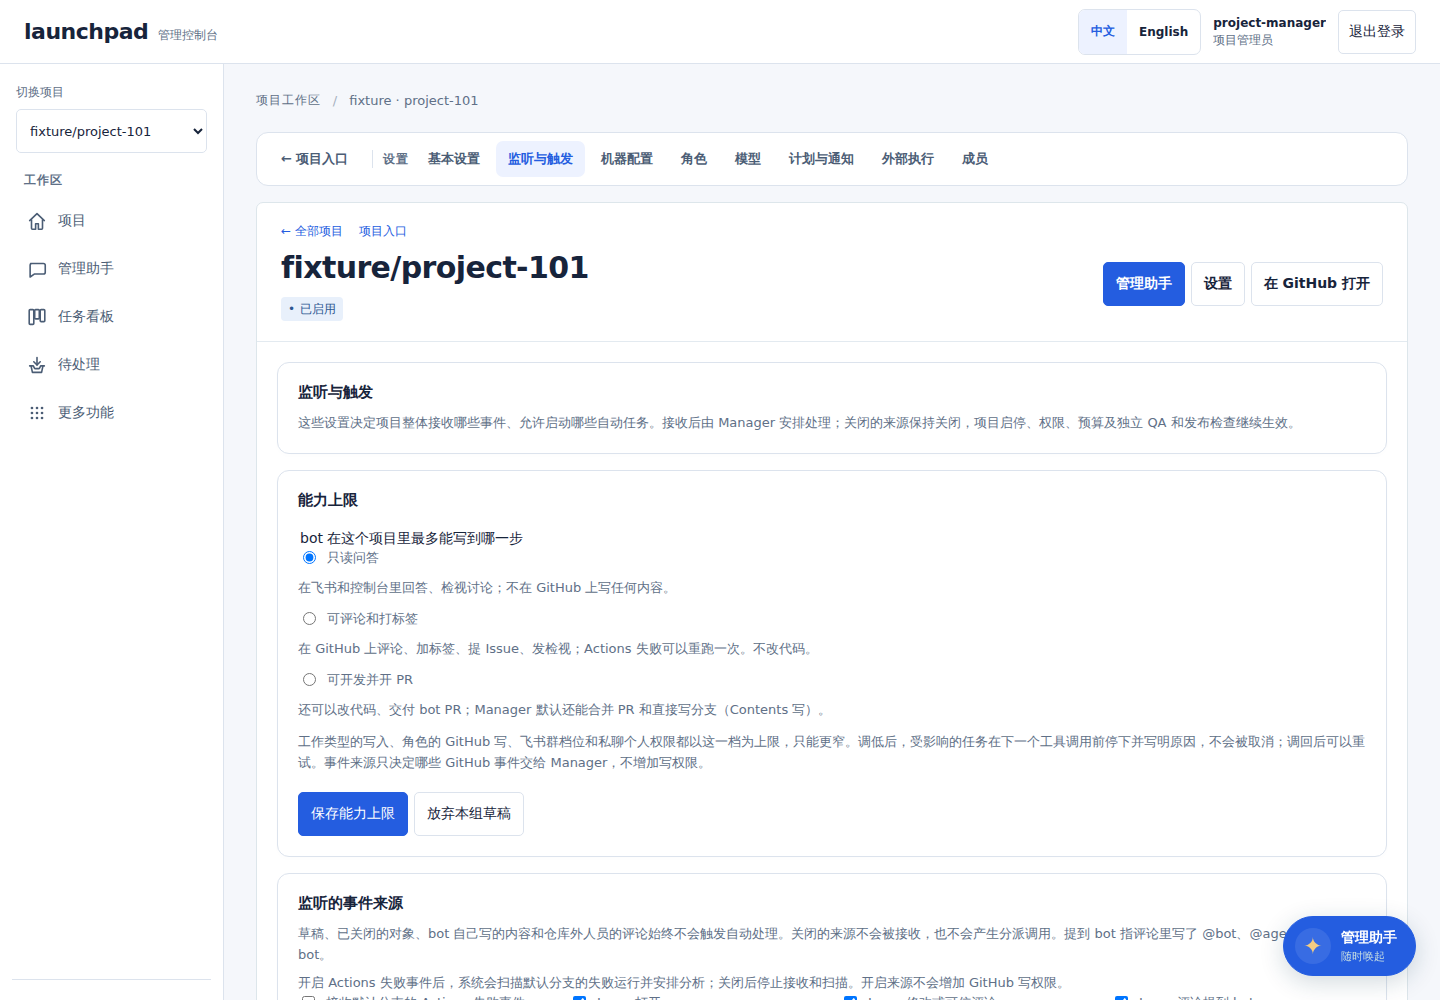 launchpad 管理控制台
中文 English
project-manager
项目管理员
退出登录
切换项目
fixture/project-101
工作区
项目
管理助手
任务看板
待处理
更多功能
项目工作区 / fixture · project-101
← 项目入口 设置 基本设置 监听与触发 机器配置 角色 模型 计划与通知 外部执行 成员
← 全部项目 项目入口
fixture/project-101
• 已启用
管理助手 设置 在 GitHub 打开
监听与触发
这些设置决定项目整体接收哪些事件、允许启动哪些自动任务。接收后由 Manager 安排处理；关闭的来源保持关闭，项目启停、权限、预算及独立 QA 和发布检查继续生效。
能力上限
bot 在这个项目里最多能写到哪一步
只读问答
在飞书和控制台里回答、检视讨论；不在 GitHub 上写任何内容。
可评论和打标签
在 GitHub 上评论、加标签、提 Issue、发检视；Actions 失败可以重跑一次。不改代码。
可开发并开 PR
还可以改代码、交付 bot PR；Manager 默认还能合并 PR 和直接写分支（Contents 写）。
工作类型的写入、角色的 GitHub 写、飞书群档位和私聊个人权限都以这一档为上限，只能更窄。调低后，受影响的任务在下一个工具调用前停下并写明原因，不会被取消；调回后可以重
试。事件来源只决定哪些 GitHub 事件交给 Manager，不增加写权限。
保存能力上限 放弃本组草稿
监听的事件来源
草稿、已关闭的对象、bot 自己写的内容和仓库外人员的评论始终不会触发自动处理。关闭的来源不会被接收，也不会产生分派调用。提到 bot 指评论里写了 @bot、@age
bot。
开启 Actions 失败事件后，系统会扫描默认分支的失败运行并安排分析；关闭后停止接收和扫描。开启来源不会增加 GitHub 写权限。
管理助手
随时唤起